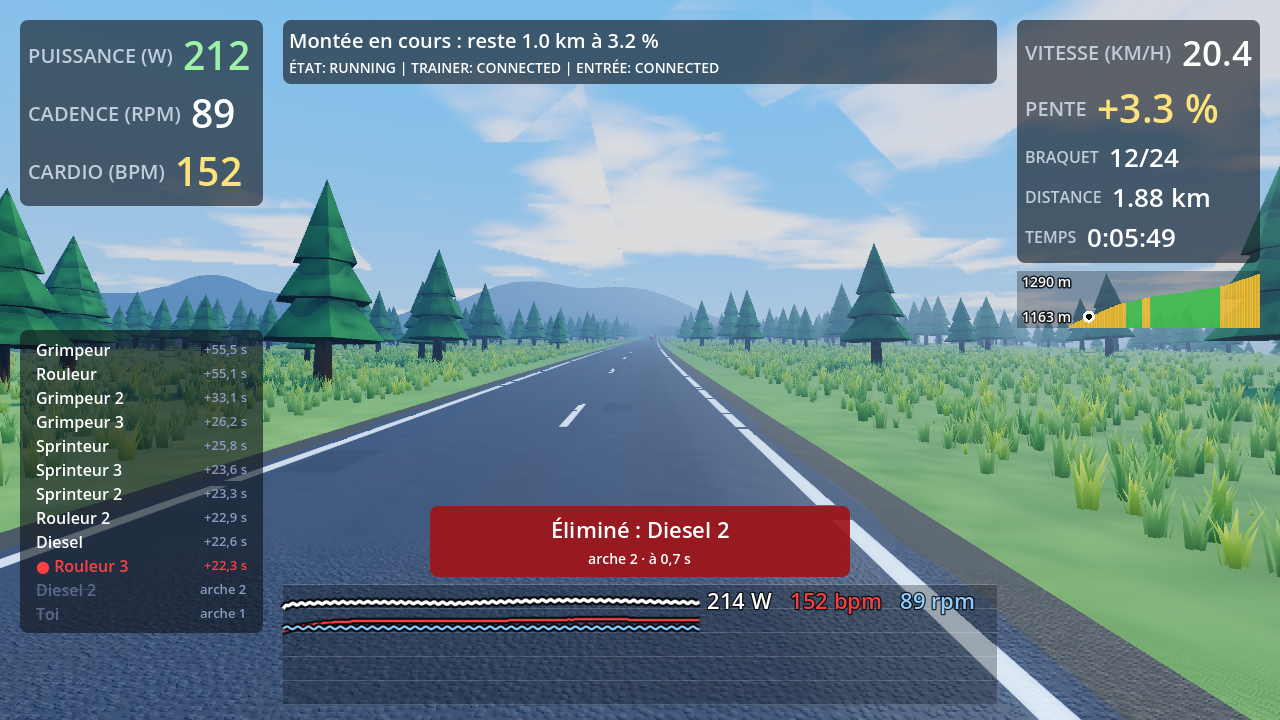 PUISSANCE (W) 212
CADENCE (RPM) 89
CARDIO (BPM) 152
Montée en cours : reste 1.0 km à 3.2 %
ÉTAT: RUNNING | TRAINER: CONNECTED | ENTRÉE: CONNECTED
VITESSE (KM/H) 20.4
PENTE +3.3 %
BRAQUET 12/24
DISTANCE 1.88 km
TEMPS 0:05:49
1290 m
1163 m
Grimpeur +55,5 s
Rouleur +55,1 s
Grimpeur 2 +33,1 s
Grimpeur 3 +26,2 s
Sprinteur +25,8 s
Sprinteur 3 +23,6 s
Sprinteur 2 +23,3 s
Rouleur 2 +22,9 s
Diesel +22,6 s
Rouleur 3 +22,3 s
Diesel 2 arche 2
Toi arche 1
Éliminé : Diesel 2
arche 2 · à 0,7 s
214 W 152 bpm 89 rpm